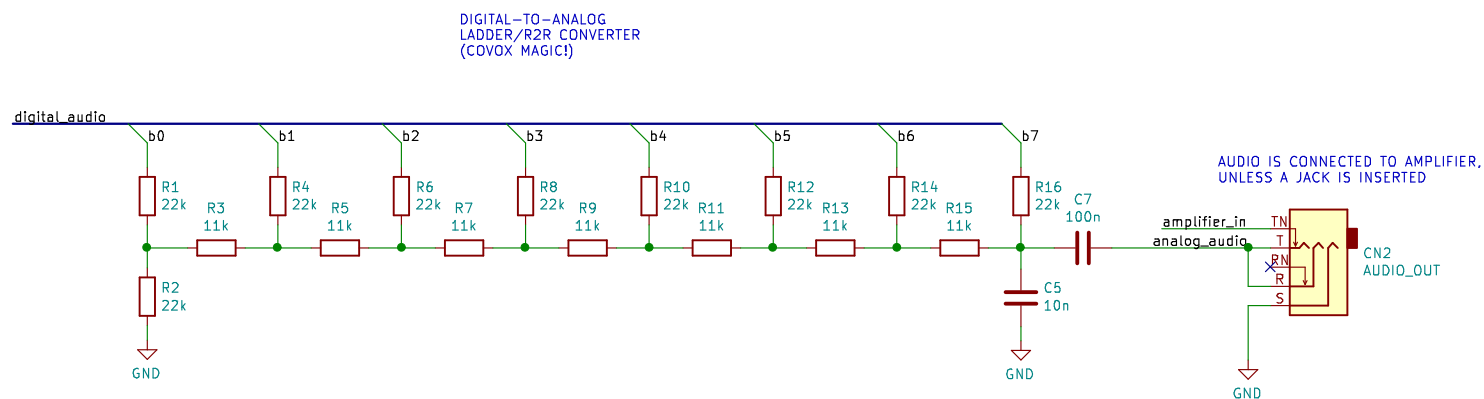 DIGITAL-TO-ANALOG
LADDER/R2R CONVERTER
(COVOX MAGIC!)
digital_audio
b0
b1
b2
b3
b4
b5
b6
b7
AUDIO IS CONNECTED TO AMPLIFIER,
UNLESS A JACK IS INSERTED
R1
22k
R4
22k
R6
22k
R8
22k
R10
22k
R12
22k
R14
22k
R16
22k
R3
11k
R5
11k
R7
11k
R9
11k
R11
11k
R13
11k
R15
11k
C7
100n
amplifier_in
analog_audio
TN
T
RN
R
S
CN2
AUDIO_OUT
R2
22k
C5
10n
GND
GND
GND